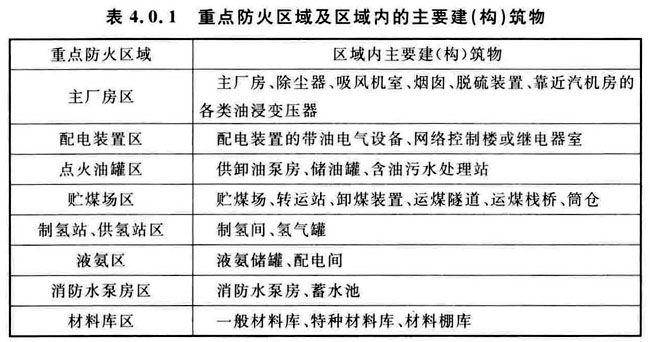 表 4.0.1 重点防火区域及区域内的主要建(构)筑物
重点防火区域 区域内主要建(构)筑物
主厂房区 主厂房、除尘器、吸风机室、烟囱、脱硫装置、靠近汽机房的
各类油浸变压器
配电装置区 配电装置的带油电气设备、网络控制楼或继电器室
点火油罐区 供卸油泵房、储油罐、含油污水处理站
贮煤场区 贮煤场、转运站、卸煤装置、运煤隧道、运煤栈桥、筒仓
制氢站、供氢站区 制氢间、氢气罐
液氨区 液氨储罐、配电间
消防水泵房区 消防水泵房、蓄水池
材料库区 一般材料库、特种材料库、材料棚库